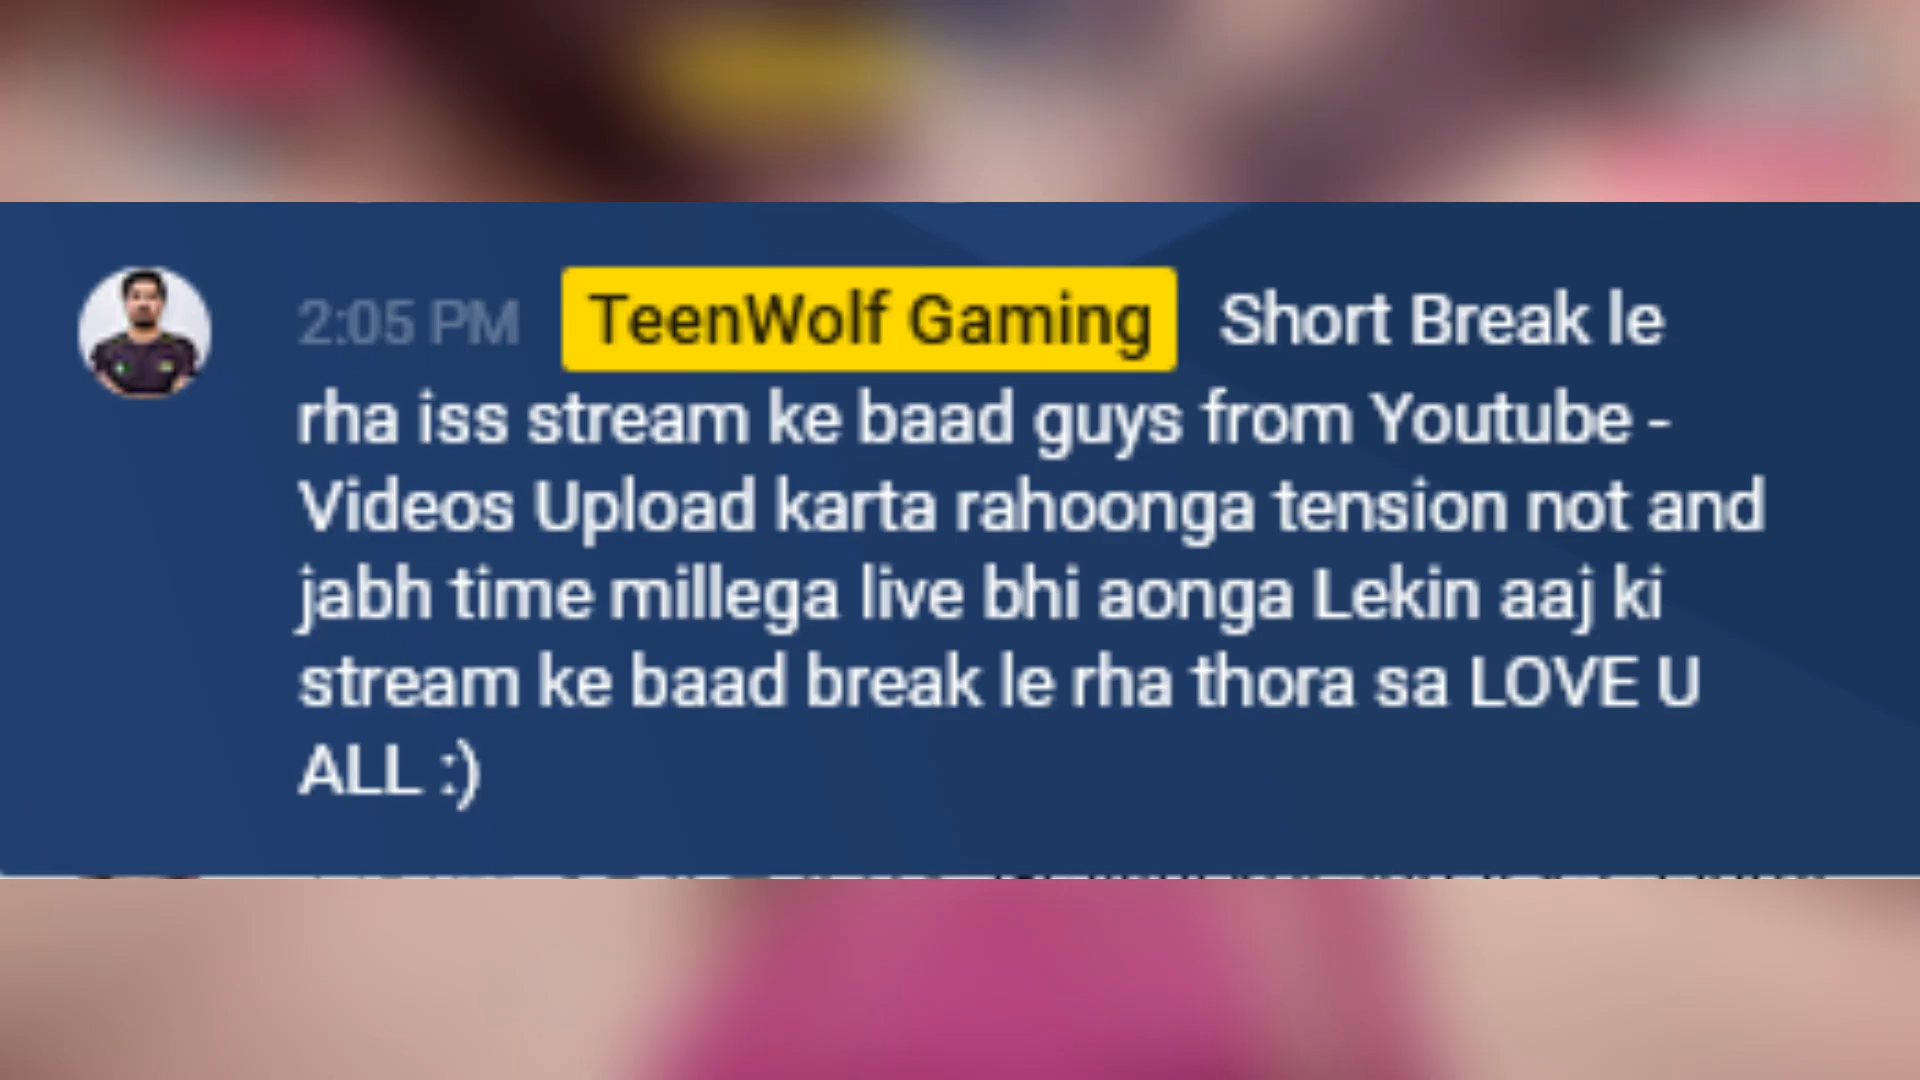 2:05 PM TeenWolf Gaming Short Break le
rha iss stream ke baad guys from Youtube -
Videos Upload karta rahoonga tension not and
jabh time millega live bhi aonga Lekin aaj ki
stream ke baad break le rha thora sa LOVE U
ALL :)